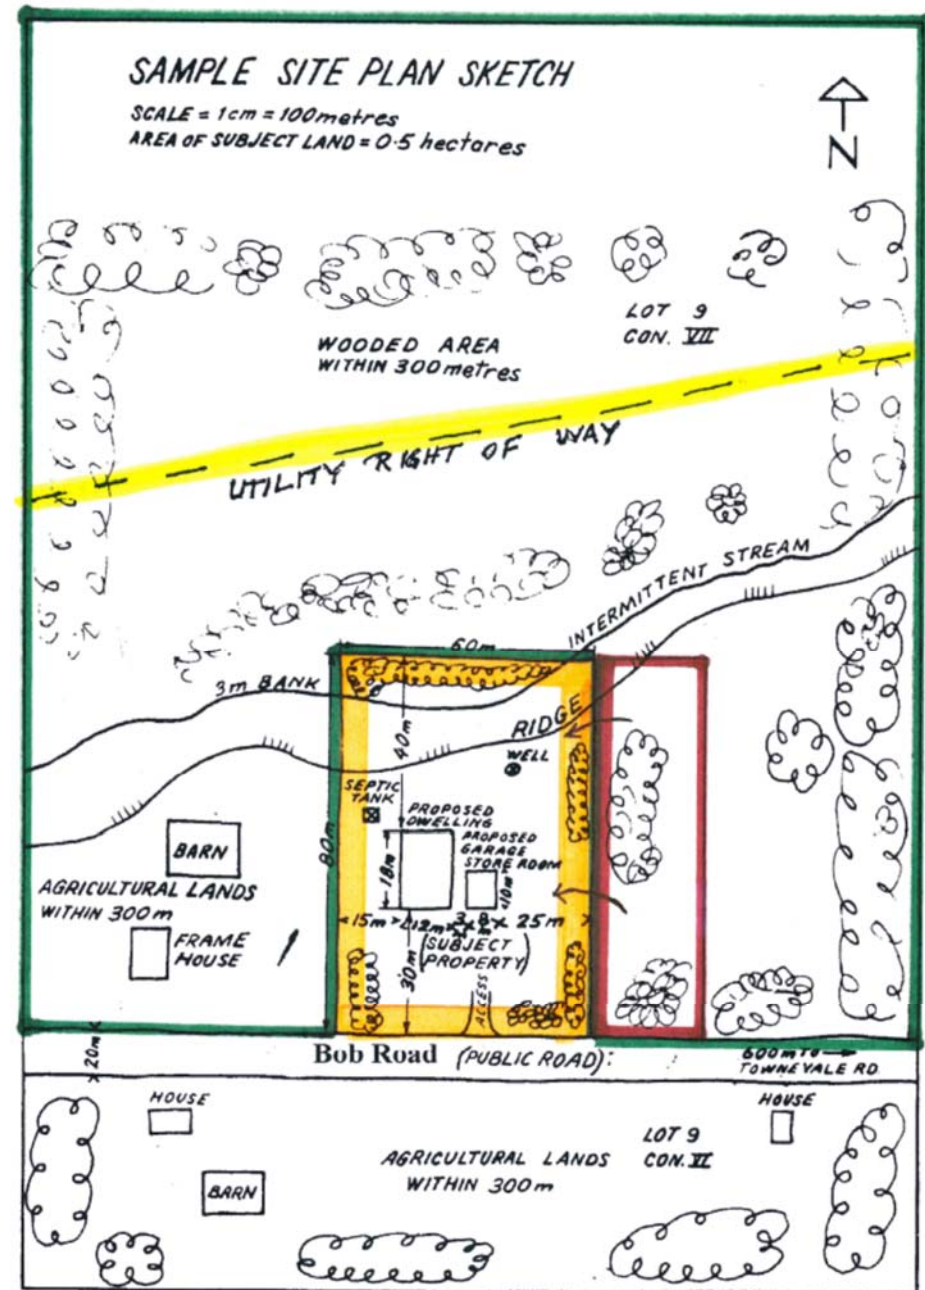 SAMPLE SITE PLAN SKETCH
SCALE = 1cm = 100metres
AREA OF SUBJECT LAND = 0.5 hectares
N
LOT 9
CON. VII
WOODED AREA
WITHIN 300metres
UTILITY RIGHT OF WAY
INTERMITTENT STREAM
60m
3m BANK
RIDGE
40m
WELL
SEPTIC
TANK
PROPOSED
DWELLING
PROPOSED
GARAGE
STORE ROOM
80m
18m
10m
BARN
AGRICULTURAL LANDS
WITHIN 300m
FRAME
HOUSE
15m
12m
3
8
m
25m
(SUBJECT
PROPERTY)
30m
ACCESS
20m
Bob Road (PUBLIC ROAD):
600m TO
TOWNEVALE RD
HOUSE
HOUSE
LOT 9
CON. VI
AGRICULTURAL LANDS
WITHIN 300m
BARN